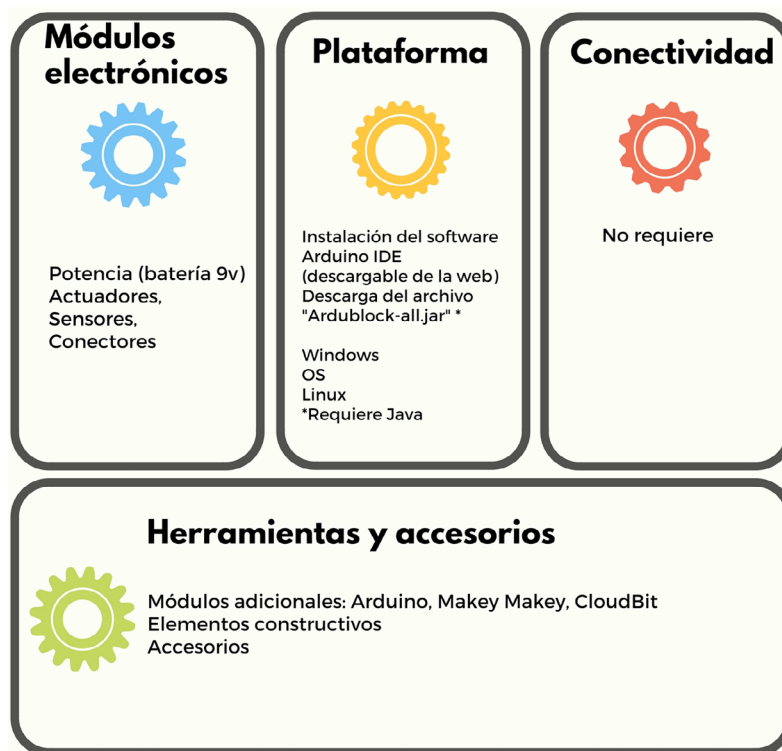 Módulos
electrónicos
Potencia (batería 9v)
Actuadores,
Sensores,
Conectores
Plataforma
Instalación del software
Arduino IDE
(descargable de la web)
Descarga del archivo
"Ardublock-all.jar" *
Windows
OS
Linux
*Requiere Java
Conectividad
No requiere
Herramientas y accesorios
Módulos adicionales: Arduino, Makey Makey, CloudBit
Elementos constructivos
Accesorios